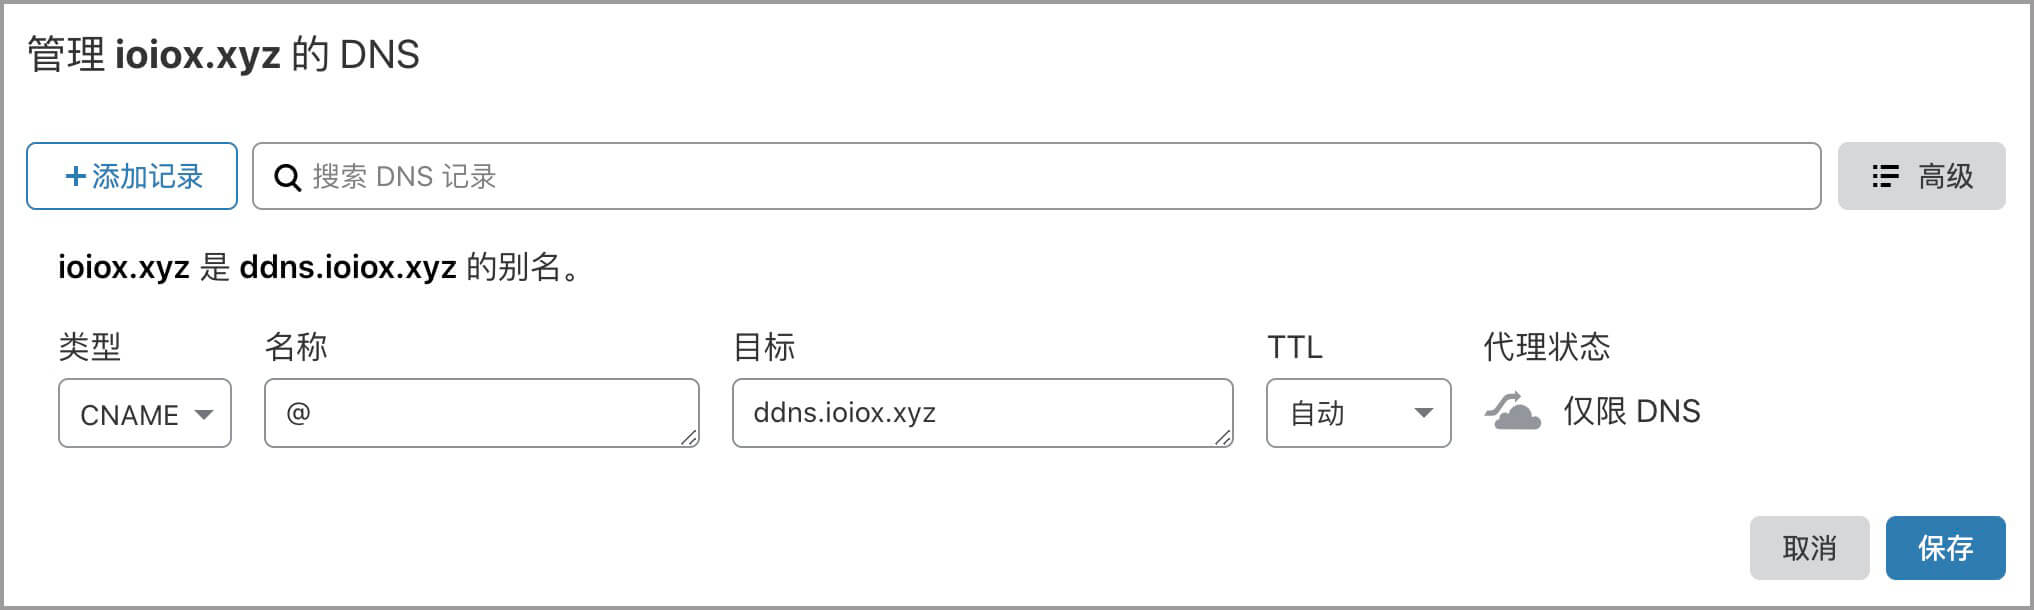 管理 ioiox.xyz 的 DNS
+添加记录
搜索 DNS 记录
高级
ioiox.xyz 是 ddns.ioiox.xyz 的别名。
类型 名称 目标 TTL 代理状态
CNAME @ ddns.ioiox.xyz 自动 仅限 DNS
取消 保存